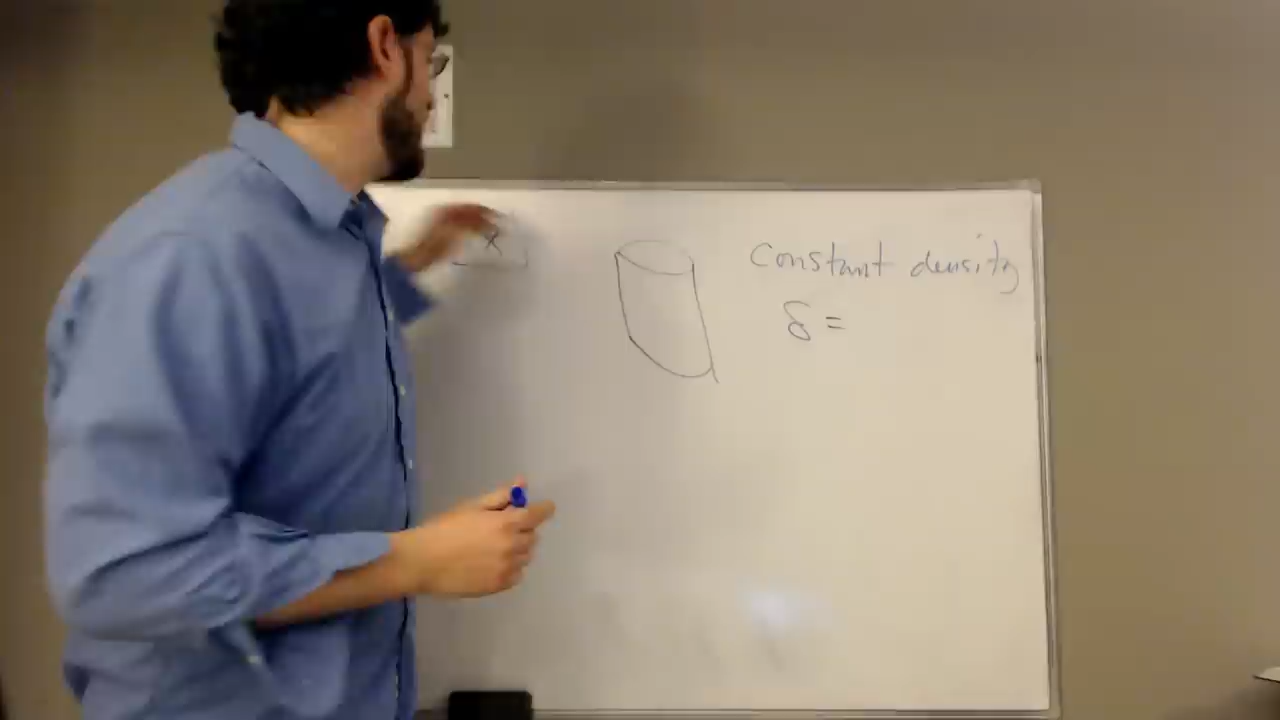 R
Constant density
δ =